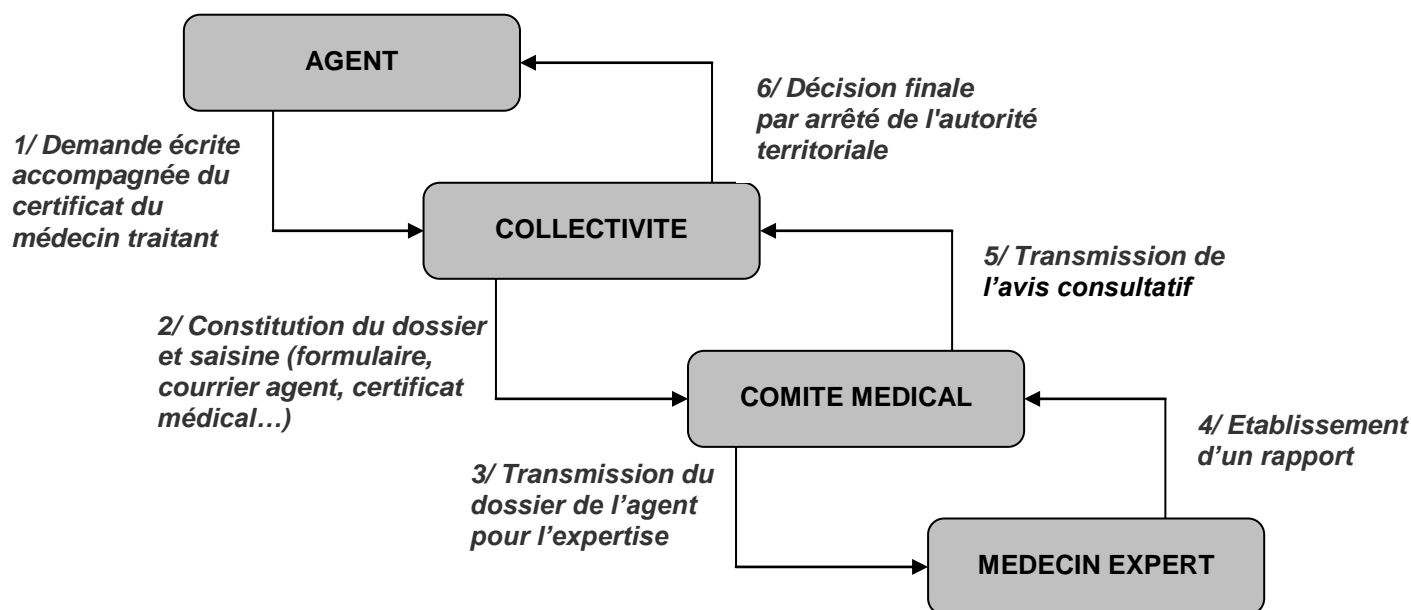 AGENT
6/ Décision finale
par arrêté de l'autorité
territoriale
1/ Demande écrite
accompagnée du
certificat du
médecin traitant
COLLECTIVITE
5/ Transmission de
l’avis consultatif
2/ Constitution du dossier
et saisine (formulaire,
courrier agent, certificat
médical…)
COMITE MEDICAL
4/ Etablissement
d’un rapport
3/ Transmission du
dossier de l’agent
pour l’expertise
MEDECIN EXPERT